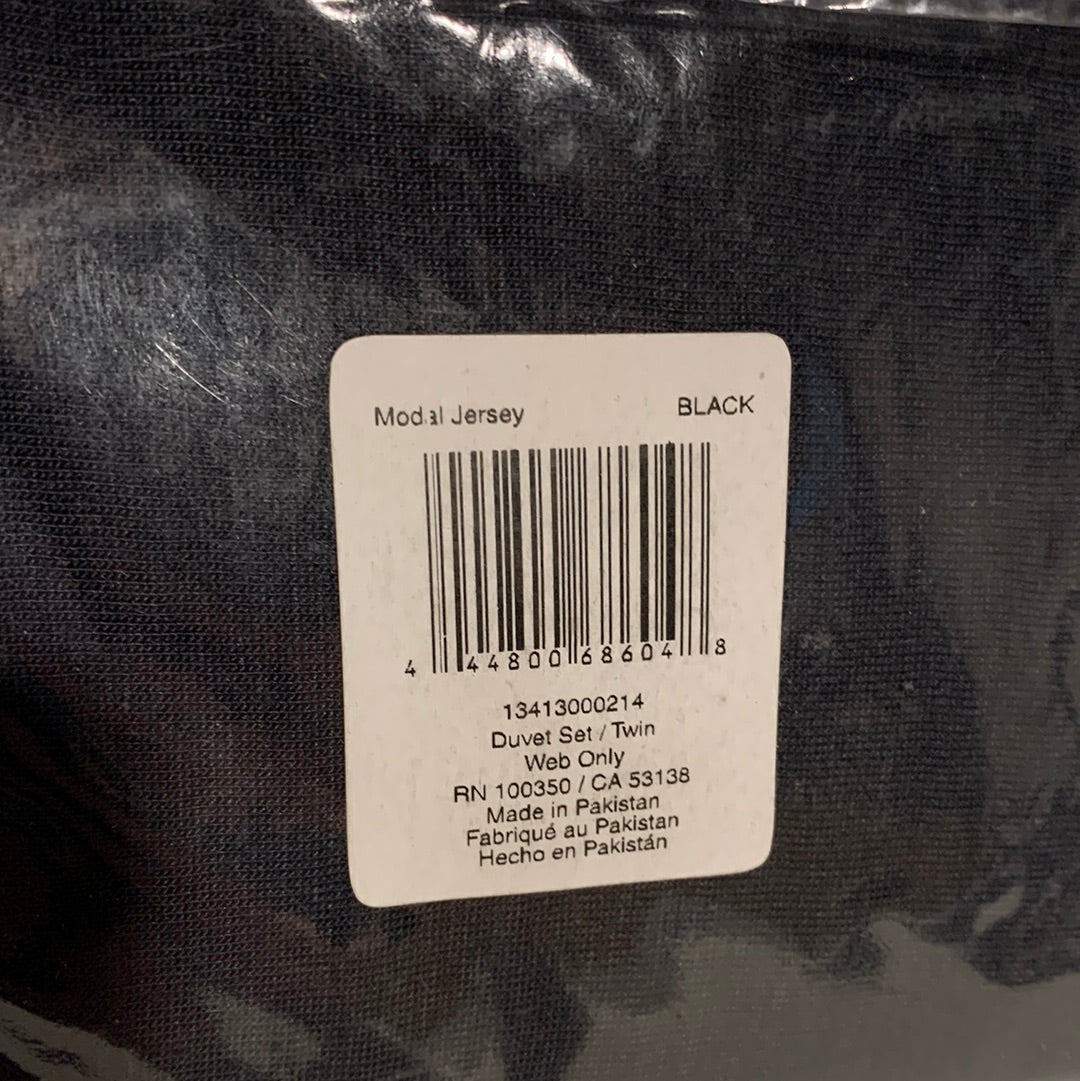 Modal Jersey BLACK
4 44800 68604 8
13413000214
Duvet Set / Twin
Web Only
RN 100350 / CA 53138
Made in Pakistan
Fabriqué au Pakistan
Hecho en Pakistán